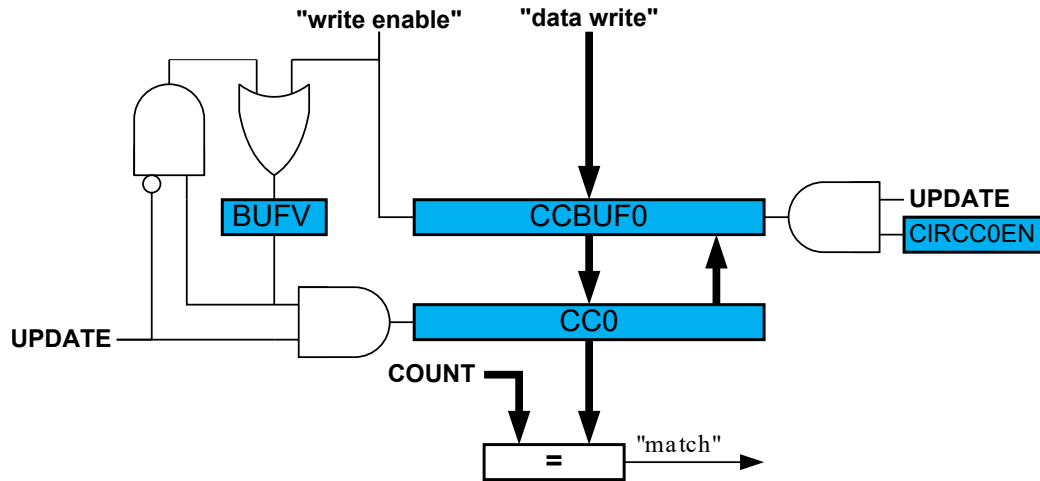 "write enable"
"data write"
BUFV
CCBUF0
UPDATE
CIRCC0EN
CC0
UPDATE
COUNT
=
"match"